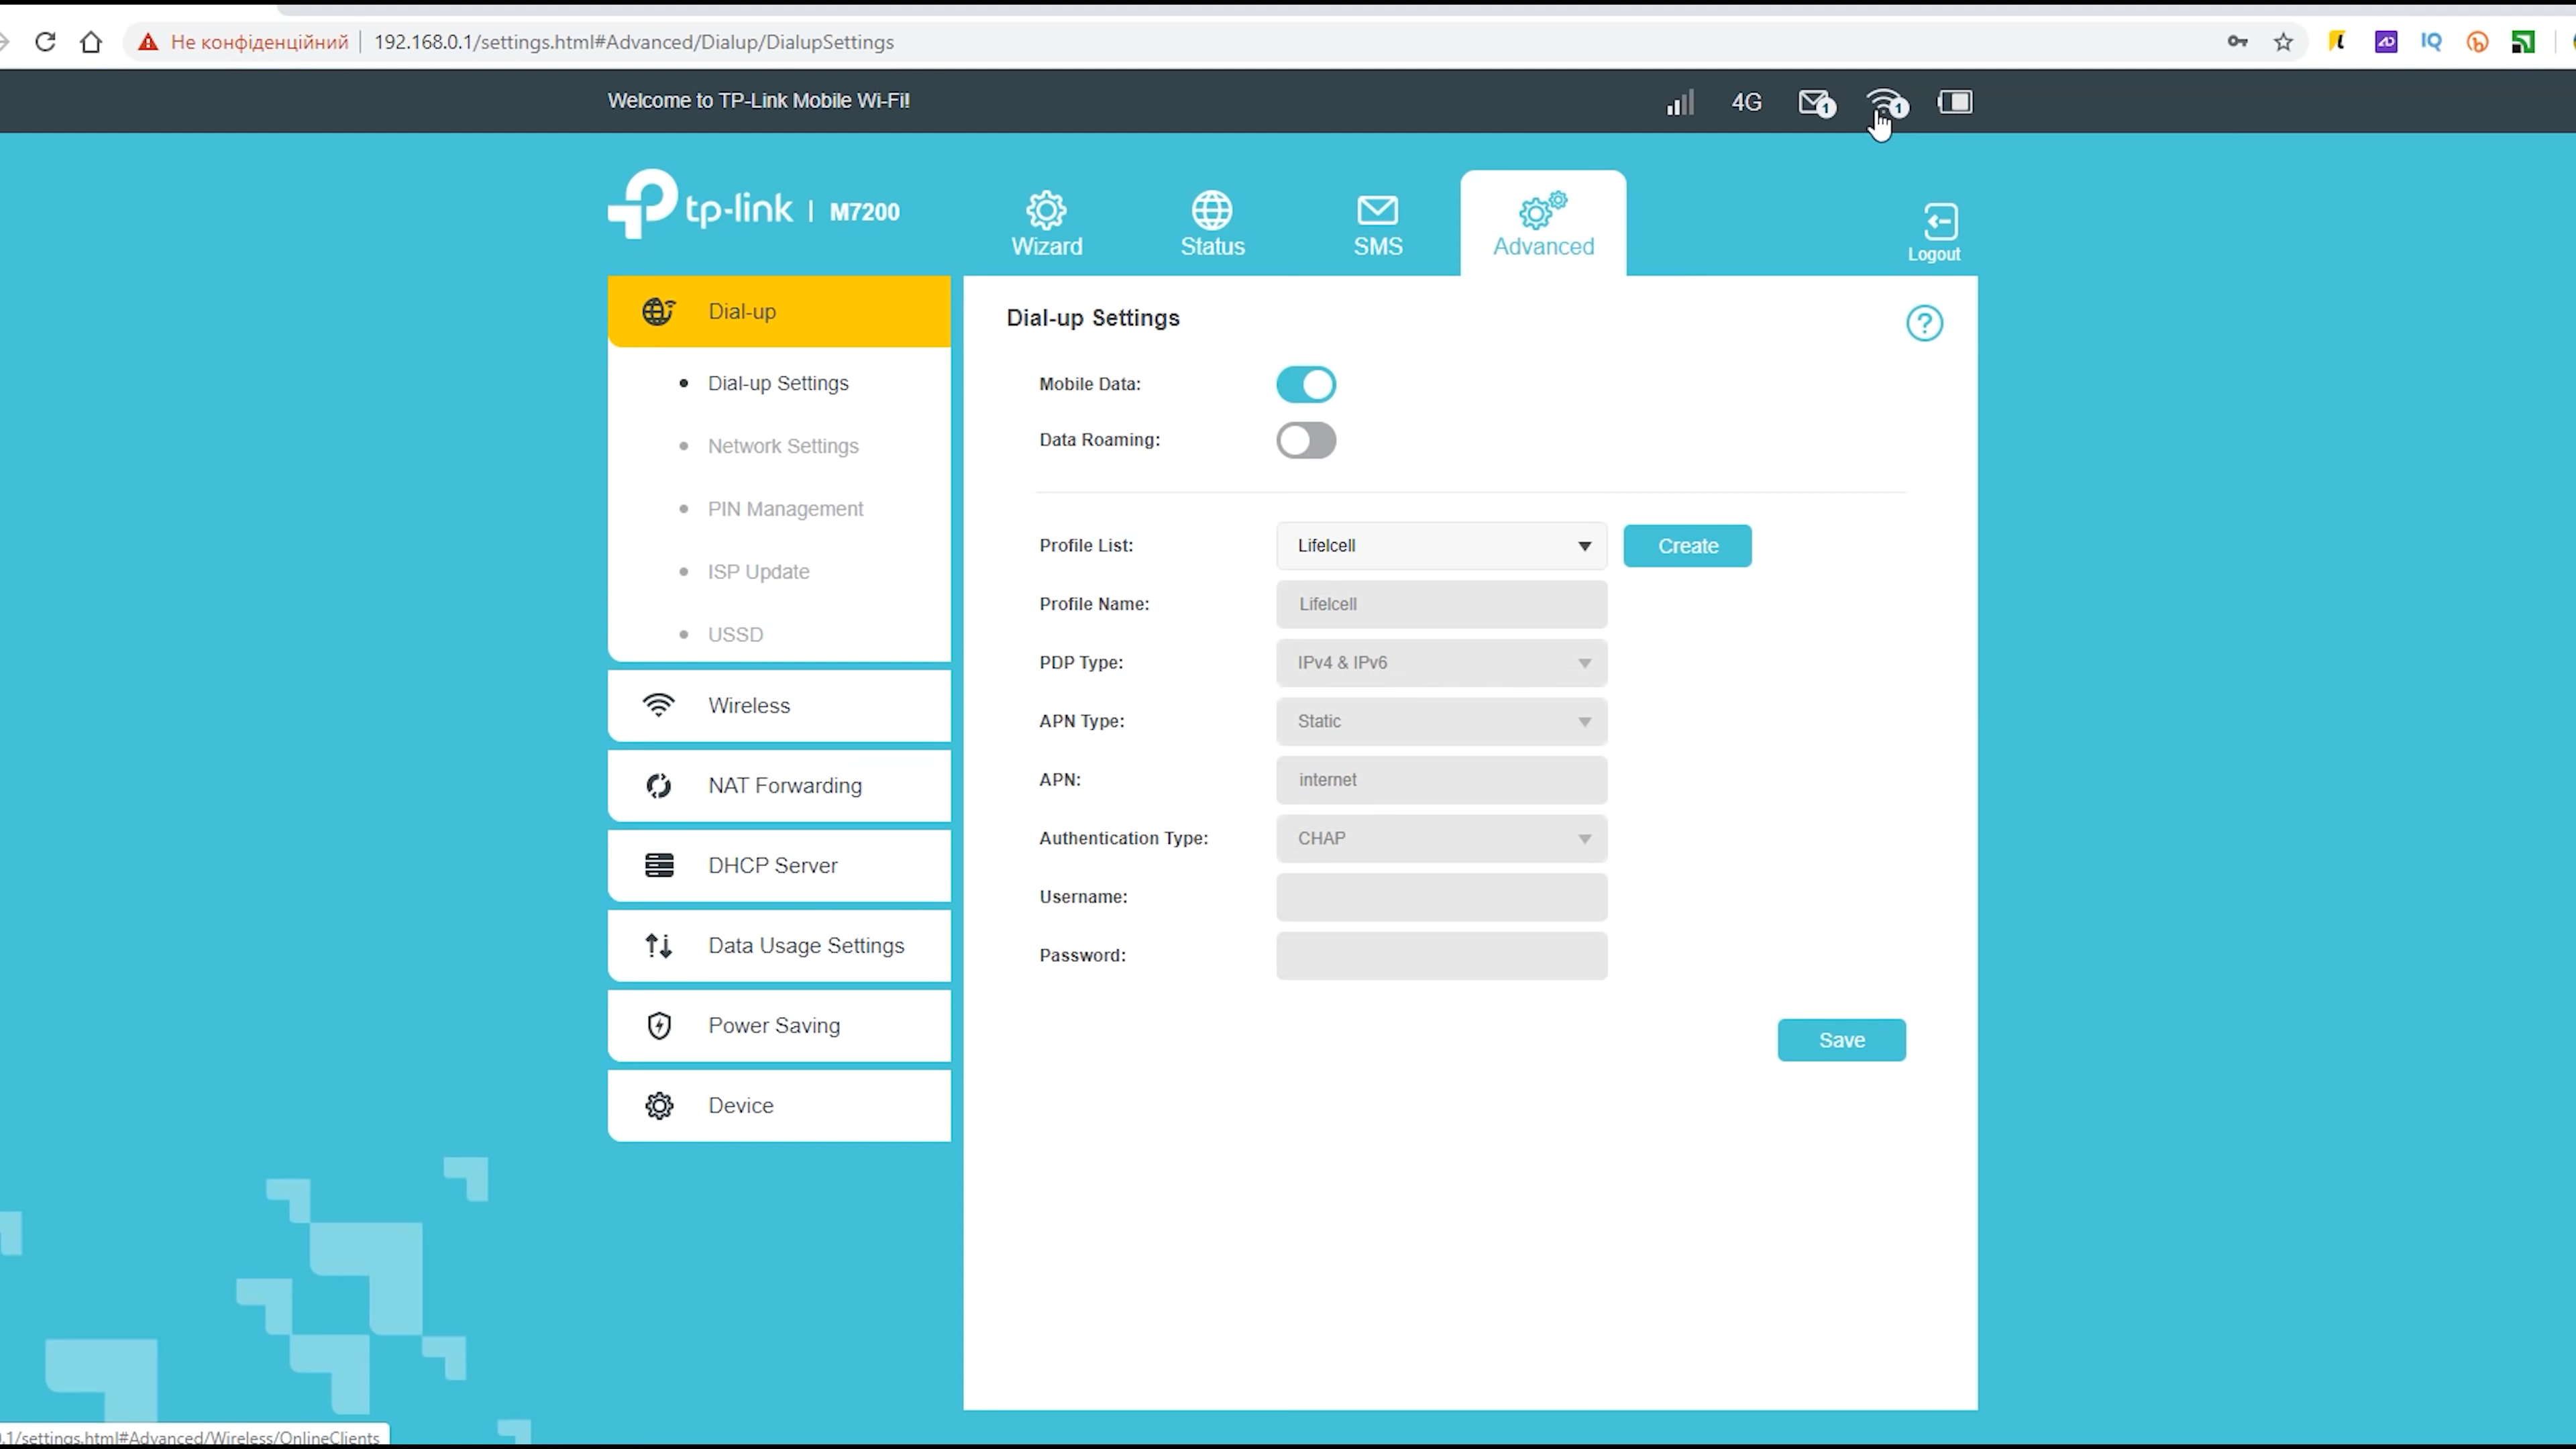 Не конфіденційний 192.168.0.1/settings.html#Advanced/Dialup/DialupSettings
IQ
Welcome to TP-Link Mobile Wi-Fi!
4G 1 1
tp-link | M7200
Wizard
Status
SMS
Advanced
Logout
Dial-up
Dial-up Settings
Network Settings
PIN Management
ISP Update
USSD
Wireless
NAT Forwarding
DHCP Server
Data Usage Settings
Power Saving
Device
Dial-up Settings
?
Mobile Data:
Data Roaming:
Profile List: Lifelcell Create
Profile Name: Lifelcell
PDP Type: IPv4 & IPv6
APN Type: Static
APN: internet
Authentication Type: CHAP
Username:
Password:
Save
.1/settings.html#Advanced/Wireless/OnlineClients